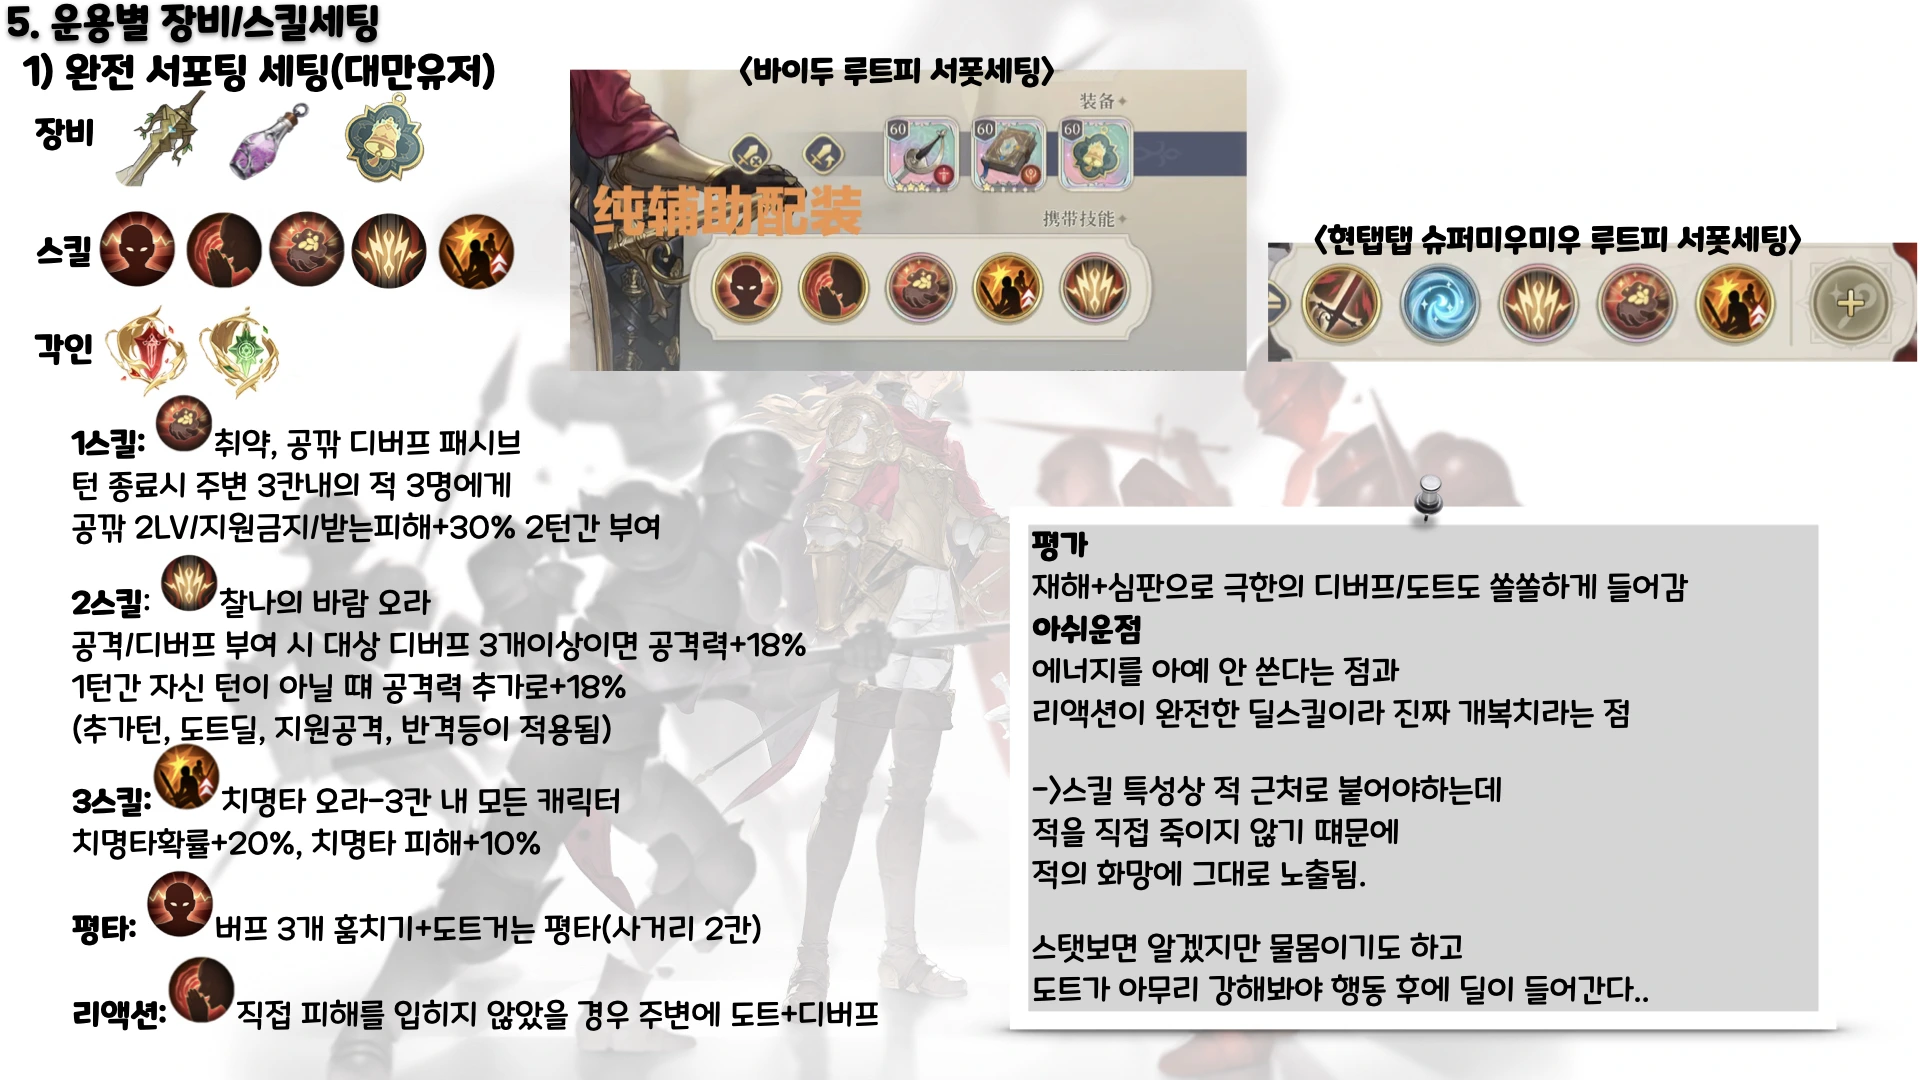 5. 운용별 장비/스킬세팅
1) 완전 서포팅 세팅(대만유저)
장비
스킬
각인
<바이두 루트피 서폿세팅>
装备
60
60
60
纯辅助配装
携带技能
<현탭탭 슈퍼미우미우 루트피 서폿세팅>
1스킬: 취약, 공깎 디버프 패시브
턴 종료시 주변 3칸내의 적 3명에게
공깎 2LV/지원금지/받는피해+30% 2턴간 부여
2스킬: 찰나의 바람 오라
공격/디버프 부여 시 대상 디버프 3개이상이면 공격력+18%
1턴간 자신 턴이 아닐 떄 공격력 추가로+18%
(추가턴, 도트딜, 지원공격, 반격등이 적용됨)
3스킬: 치명타 오라-3칸 내 모든 캐릭터
치명타확률+20%, 치명타 피해+10%
평타: 버프 3개 훔치기+도트거는 평타(사거리 2칸)
리액션: 직접 피해를 입히지 않았을 경우 주변에 도트+디버프
평가
재해+심판으로 극한의 디버프/도트도 쏠쏠하게 들어감
아쉬운점
에너지를 아예 안 쓴다는 점과
리액션이 완전한 딜스킬이라 진짜 개복치라는 점
->스킬 특성상 적 근처로 붙어야하는데
적을 직접 죽이지 않기 떄문에
적의 화망에 그대로 노출됨.
스탯보면 알겠지만 물몸이기도 하고
도트가 아무리 강해봐야 행동 후에 딜이 들어간다..